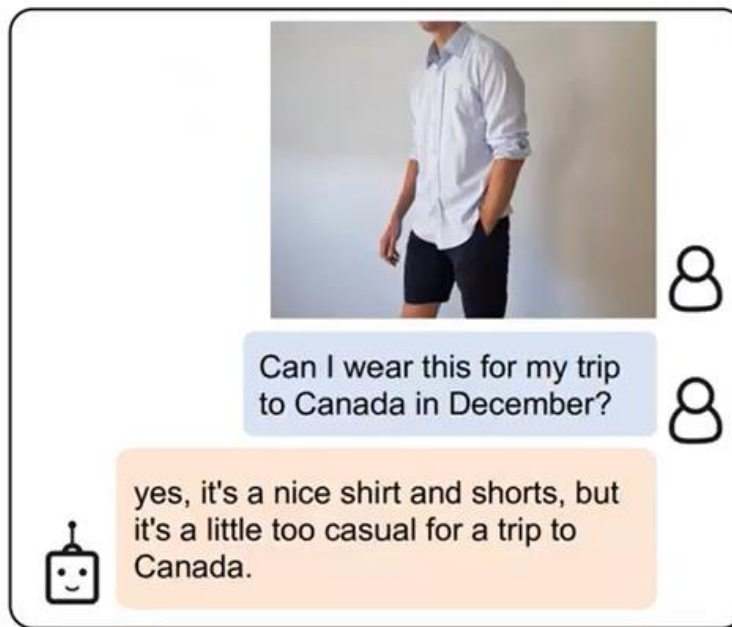 Can I wear this for my trip
to Canada in December?
yes, it's a nice shirt and shorts, but
it's a little too casual for a trip to
Canada.